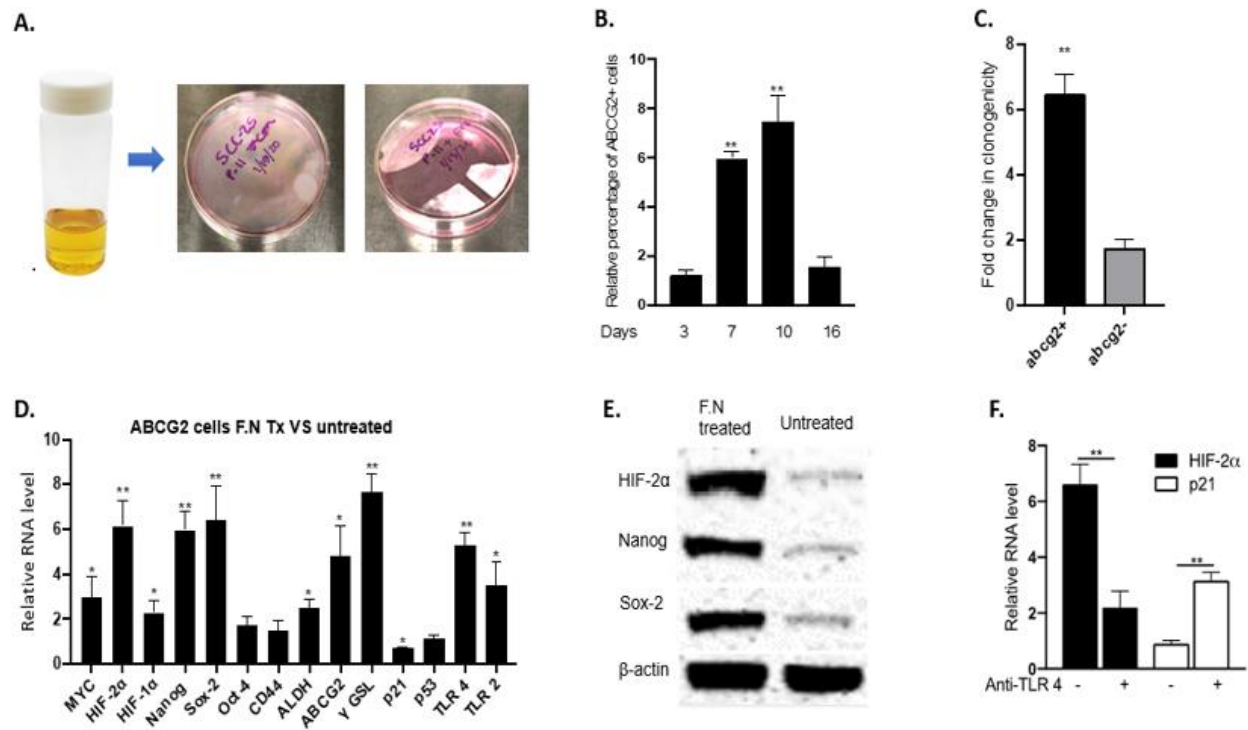 A.
SCC-25
P.11
B.
Relative percentage of ABCG2+ cells
10
8
6
4
2
0
** **
Days 3 7 10 16
C.
Fold change in clonogenicity
8
6
4
2
0
**
abcg2+
abcg2-
D.
ABCG2 cells F.N Tx VS untreated
Relative RNA level
10
8
6
4
2
0
* ** * ** ** * * ** * ** *
MYC
HIF-2α
HIF-1α
Nanog
Sox-2
Oct-4
CD44
ALDH
ABCG2
γ GSL
p21
p53
TLR 4
TLR 2
E.
F.N
treated
Untreated
HIF-2α
Nanog
Sox-2
β-actin
F.
Relative RNA level
8
6
4
2
0
** **
HIF-2α
p21
Anti-TLR 4 - + - +